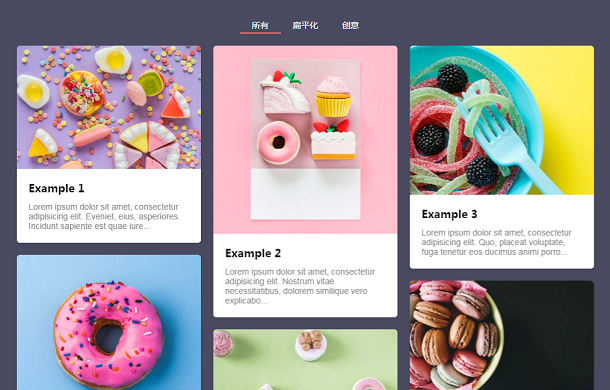 所有 扁平化 创意
Example 1
Lorem ipsum dolor sit amet, consectetur
adipisicing elit. Eveniet, eius, asperiores.
Incidunt sapiente est quae iure...
Example 2
Lorem ipsum dolor sit amet, consectetur
adipisicing elit. Nostrum vitae
necessitatibus, dolorem similique vero
explicabo...
Example 3
Lorem ipsum dolor sit amet, consectetur
adipisicing elit. Quo, placeat voluptate,
fuga tenetur eos ducimus animi porro...